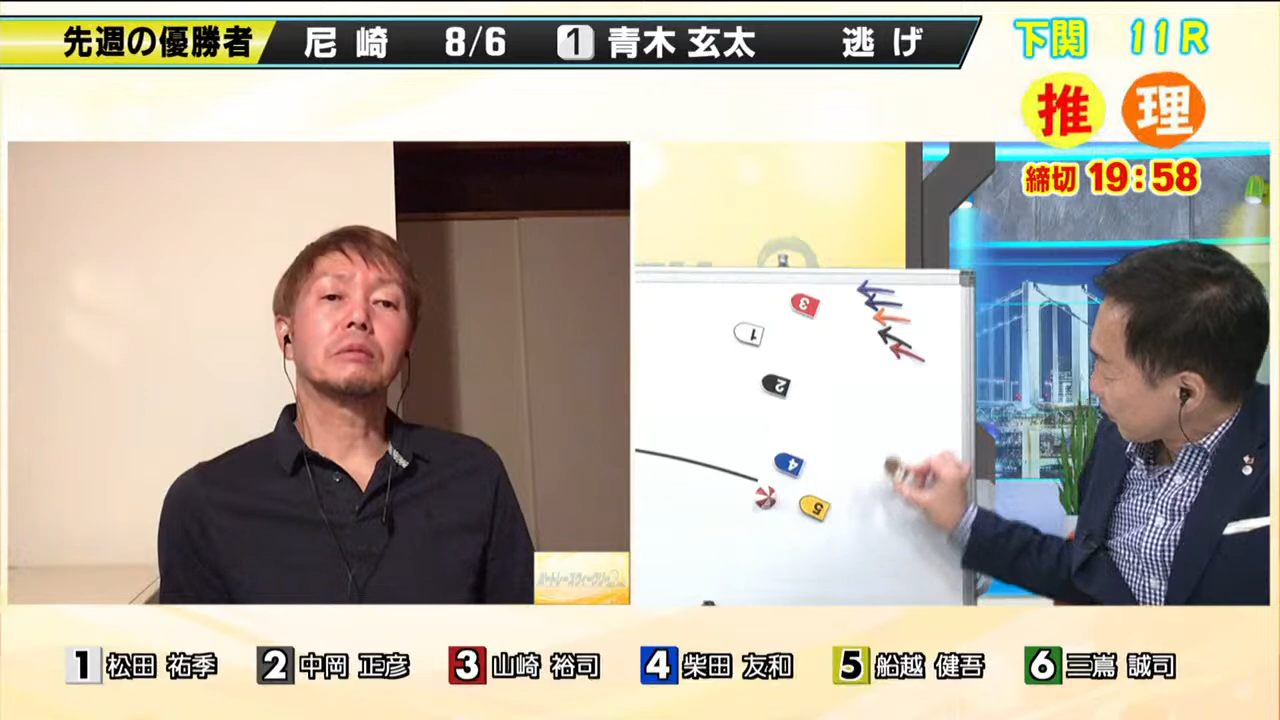 先週の優勝者 尼崎 8/6 1 青木 玄太 逃げ
下関 11R
推理
締切 19:58
3
1
2
4
5
1 松田 祐季 2 中岡 正彦 3 山崎 裕司 4 柴田 友和 5 船越 健吾 6 三嶌 誠司